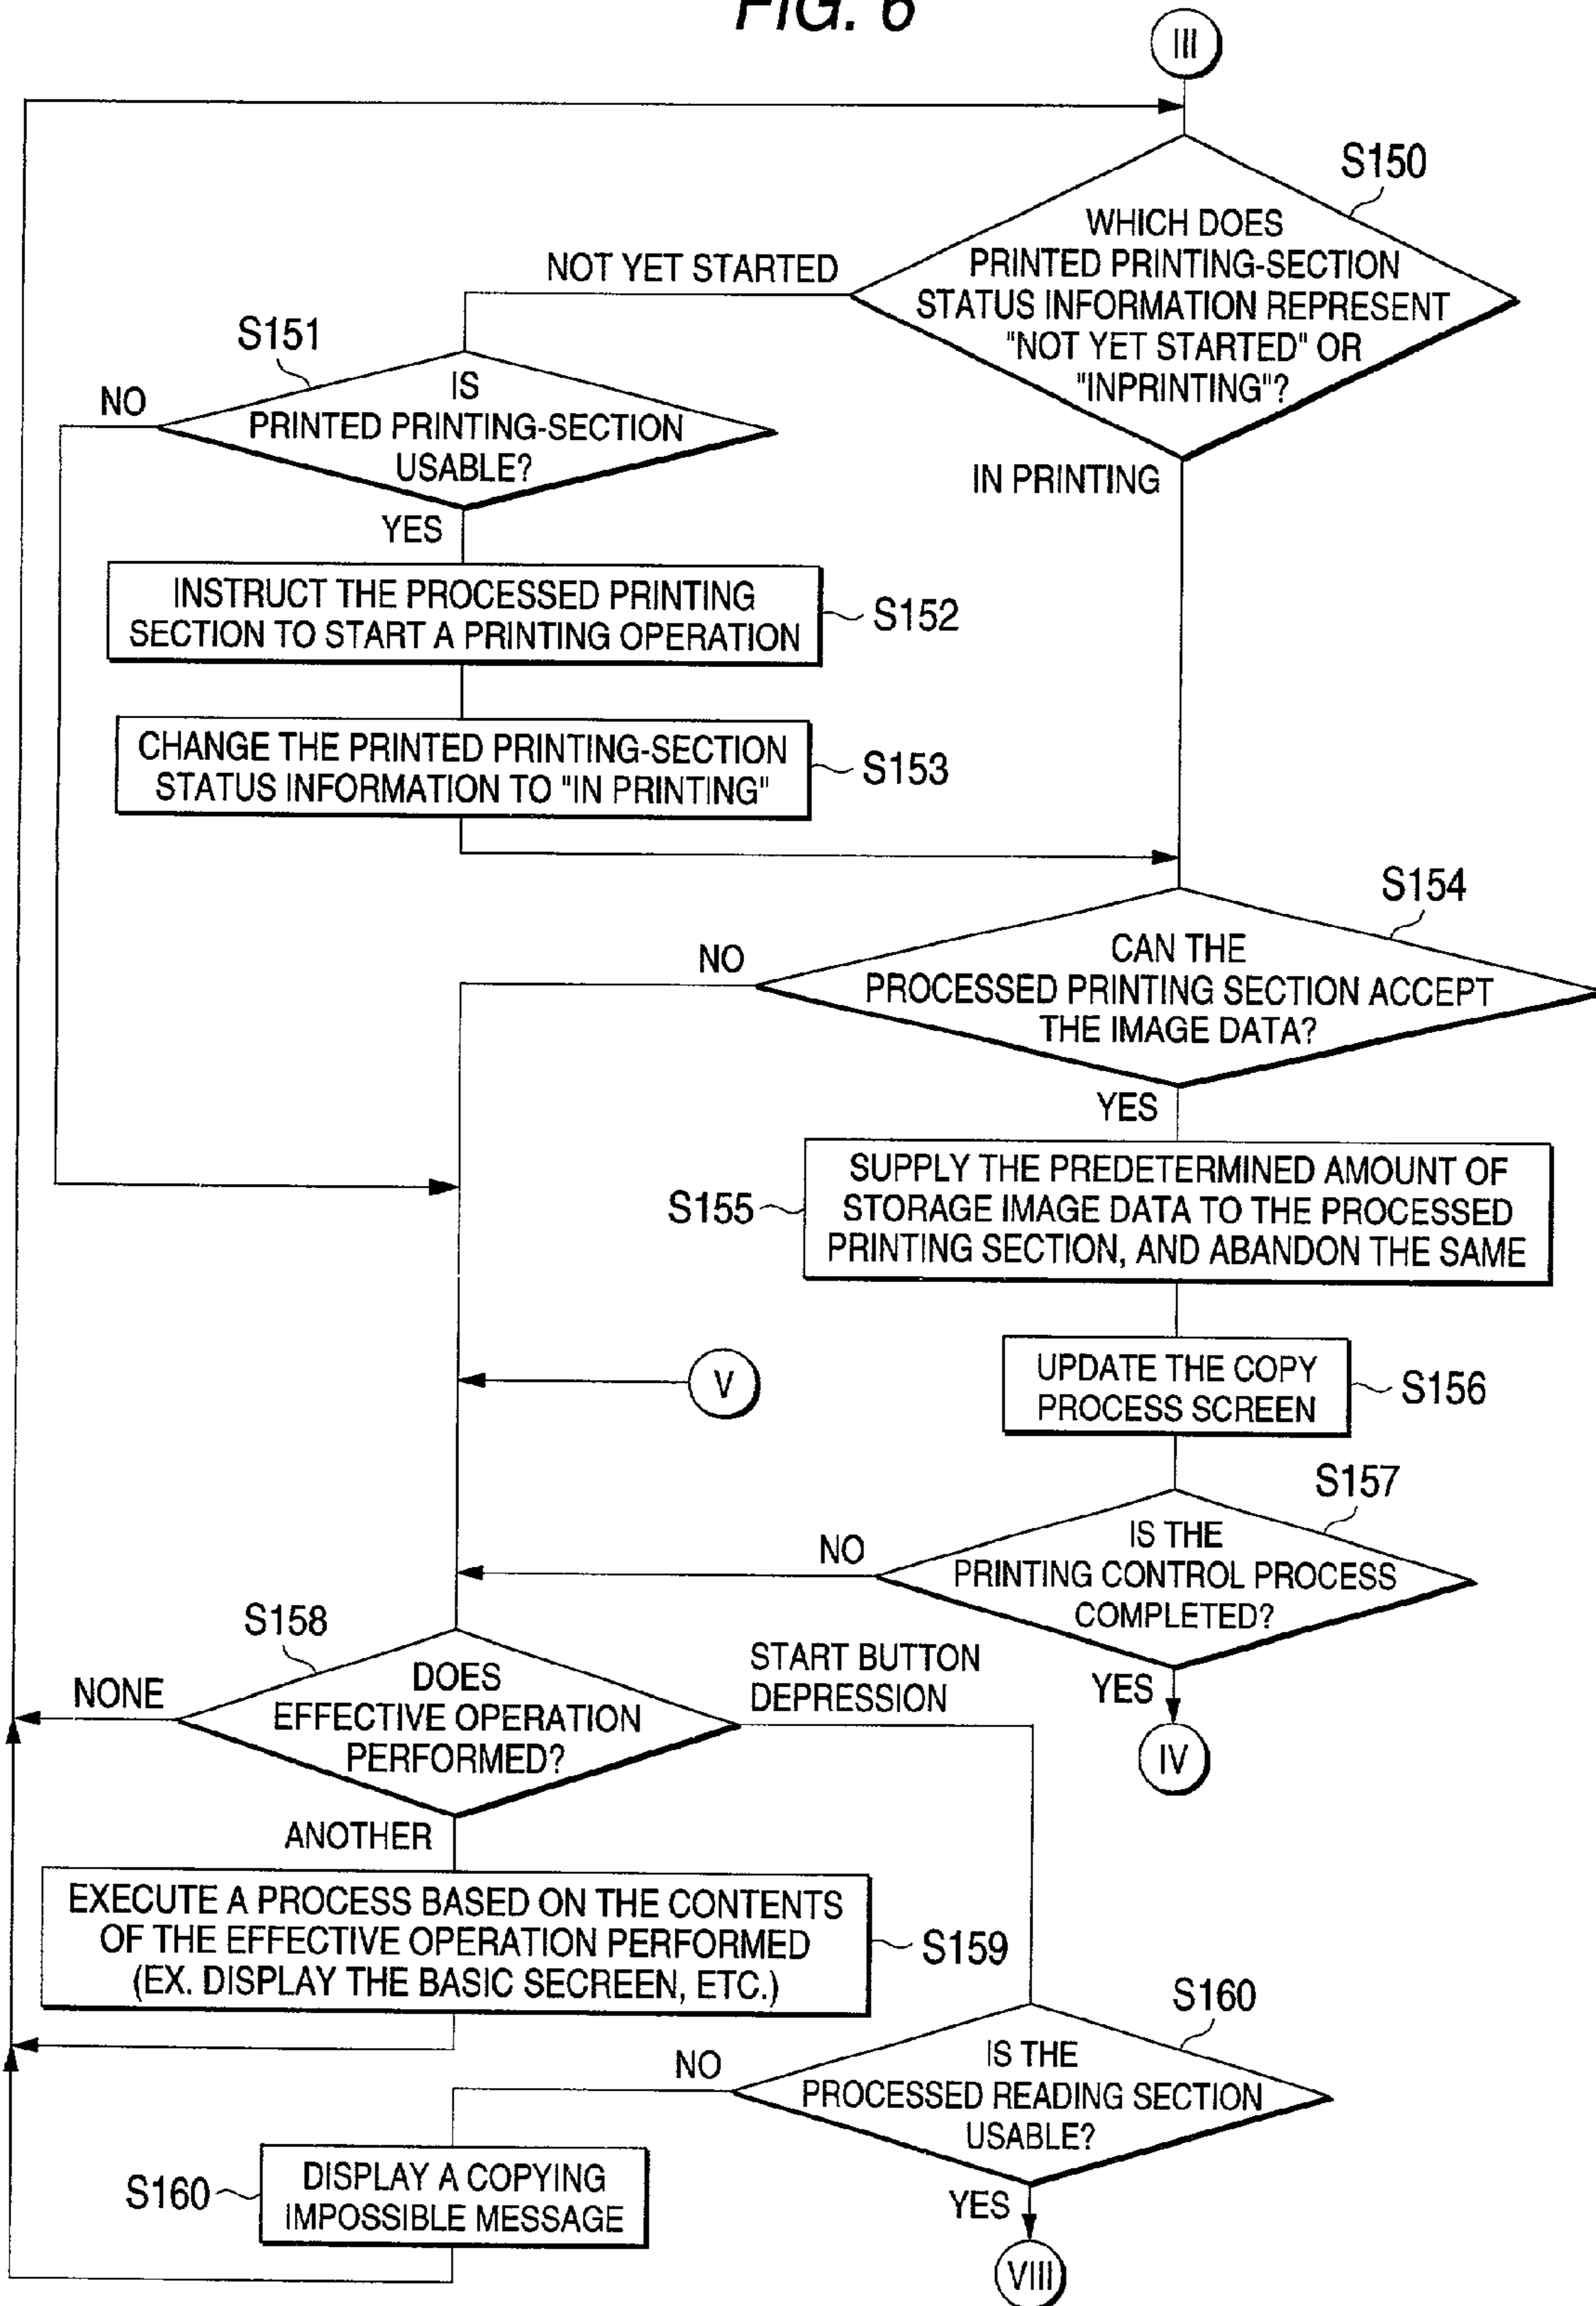 FIG. 6
III
S150
WHICH DOES
PRINTED PRINTING-SECTION
STATUS INFORMATION REPRESENT
"NOT YET STARTED" OR
"INPRINTING"?
NOT YET STARTED
IN PRINTING
S151
IS
PRINTED PRINTING-SECTION
USABLE?
NO
YES
INSTRUCT THE PROCESSED PRINTING
SECTION TO START A PRINTING OPERATION
S152
CHANGE THE PRINTED PRINTING-SECTION
STATUS INFORMATION TO "IN PRINTING"
S153
S154
CAN THE
PROCESSED PRINTING SECTION ACCEPT
THE IMAGE DATA?
NO
YES
S155
SUPPLY THE PREDETERMINED AMOUNT OF
STORAGE IMAGE DATA TO THE PROCESSED
PRINTING SECTION, AND ABANDON THE SAME
V
UPDATE THE COPY
PROCESS SCREEN
S156
S157
IS THE
PRINTING CONTROL PROCESS
COMPLETED?
NO
YES
IV
S158
DOES
EFFECTIVE OPERATION
PERFORMED?
NONE
START BUTTON
DEPRESSION
ANOTHER
EXECUTE A PROCESS BASED ON THE CONTENTS
OF THE EFFECTIVE OPERATION PERFORMED
(EX. DISPLAY THE BASIC SECREEN, ETC.)
S159
S160
IS THE
PROCESSED READING SECTION
USABLE?
NO
YES
S160
DISPLAY A COPYING
IMPOSSIBLE MESSAGE
VIII